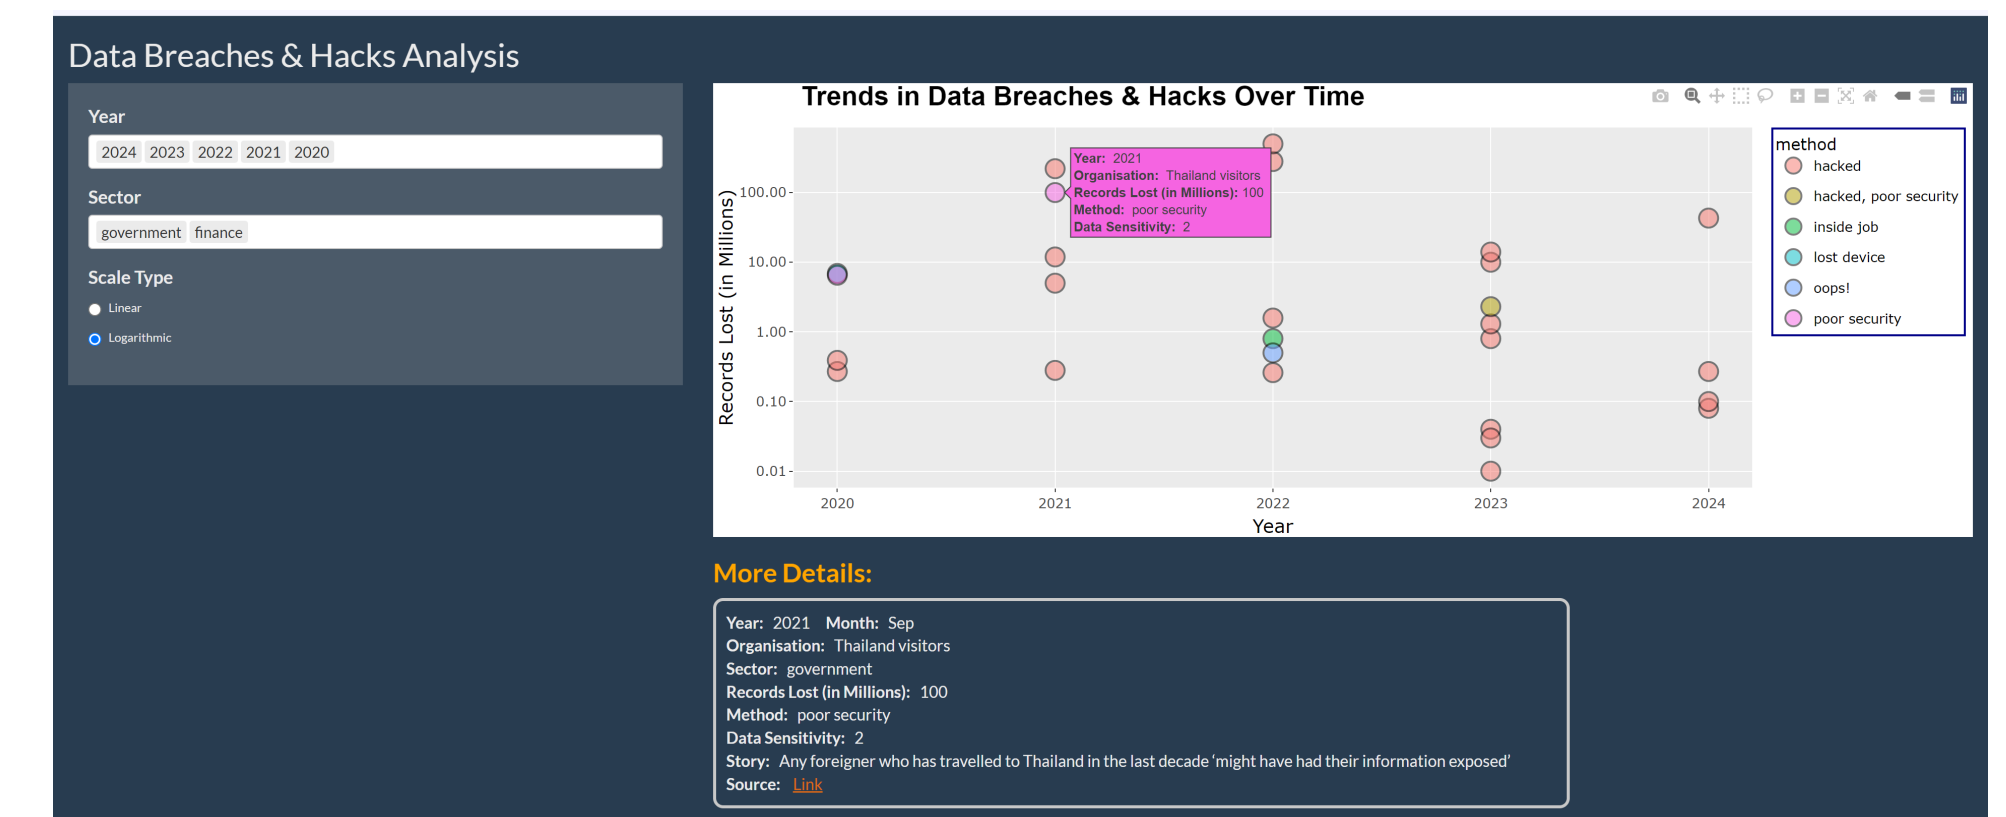 Data Breaches & Hacks Analysis
Year
2024 2023 2022 2021 2020
Sector
government finance
Scale Type
Linear
Logarithmic
Trends in Data Breaches & Hacks Over Time
Records Lost (in Millions)
100.00
10.00
1.00
0.10
0.01
2020 2021 2022 2023 2024
Year
Year: 2021
Organisation: Thailand visitors
Records Lost (in Millions): 100
Method: poor security
Data Sensitivity: 2
method
hacked
hacked, poor security
inside job
lost device
oops!
poor security
More Details:
Year: 2021 Month: Sep
Organisation: Thailand visitors
Sector: government
Records Lost (in Millions): 100
Method: poor security
Data Sensitivity: 2
Story: Any foreigner who has travelled to Thailand in the last decade ‘might have had their information exposed’
Source: Link